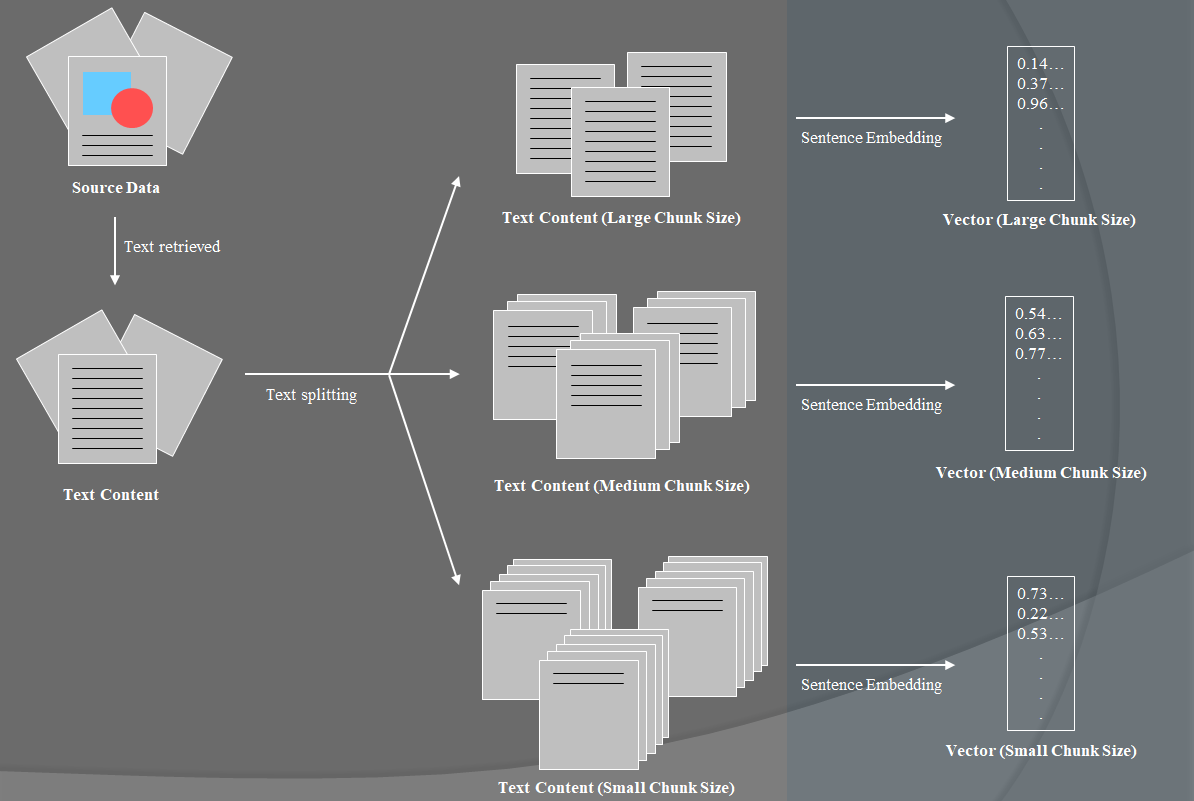 Source Data
Text retrieved
Text Content
Text splitting
Text Content (Large Chunk Size)
Sentence Embedding
0.14…
0.37…
0.96…
.
.
.
.
Vector (Large Chunk Size)
Text Content (Medium Chunk Size)
Sentence Embedding
0.54…
0.63…
0.77…
.
.
.
.
Vector (Medium Chunk Size)
Text Content (Small Chunk Size)
Sentence Embedding
0.73…
0.22…
0.53…
.
.
.
.
Vector (Small Chunk Size)